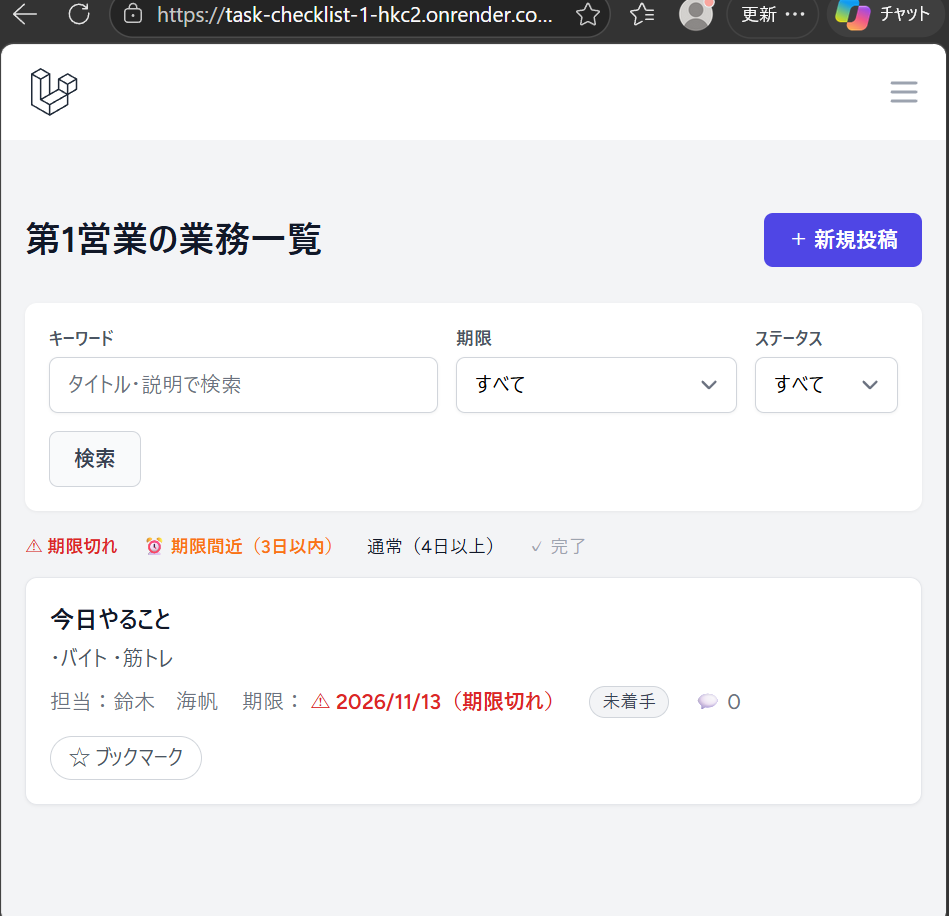 https://task-checklist-1-hkc2.onrender.co...
更新
チャット
第1営業の業務一覧
+ 新規投稿
キーワード 期限 ステータス
タイトル・説明で検索 すべて すべて
検索
⚠ 期限切れ ⏰ 期限間近（3日以内） 通常（4日以上） ✓ 完了
今日やること
・バイト ・筋トレ
担当：鈴木　海帆 期限： ⚠ 2026/11/13（期限切れ） 未着手 💬 0
☆ ブックマーク